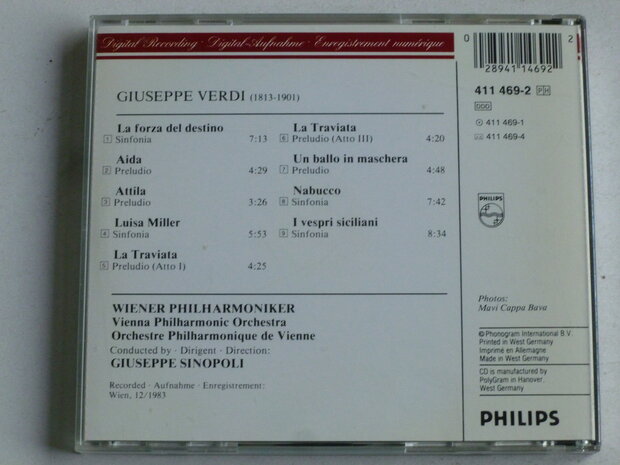 Digital Recording · Digital-Aufnahme · Enregistrement numérique
GIUSEPPE VERDI (1813-1901)
La forza del destino
1 Sinfonia 7:13
Aida
2 Preludio 4:29
Attila
3 Preludio 3:26
Luisa Miller
4 Sinfonia 5:53
La Traviata
5 Preludio (Atto I) 4:25
La Traviata
6 Preludio (Atto III) 4:20
Un ballo in maschera
7 Preludio 4:48
Nabucco
8 Sinfonia 7:42
I vespri siciliani
9 Sinfonia 8:34
WIENER PHILHARMONIKER
Vienna Philharmonic Orchestra
Orchestre Philharmonique de Vienne
Conducted by · Dirigent · Direction:
GIUSEPPE SINOPOLI
Recorded · Aufnahme · Enregistrement:
Wien, 12/1983
0 28941 14692 2
411 469-2 PH
DDD
411 469-1
411 469-4
PHILIPS
Photos:
Mavi Cappa Bava
℗ Phonogram International B.V.
Printed in West Germany
Imprimé en Allemagne
Made in West Germany
CD is manufactured by
PolyGram in Hanover,
West Germany
PHILIPS